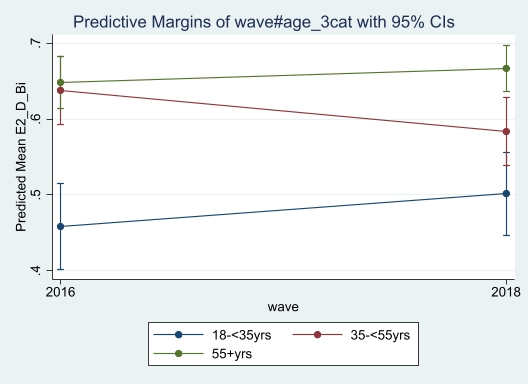 Predictive Margins of wave#age_3cat with 95% CIs
Predicted Mean E2_D_Bi
.7
.6
.5
.4
2016
2018
wave
18-<35yrs
35-<55yrs
55+yrs